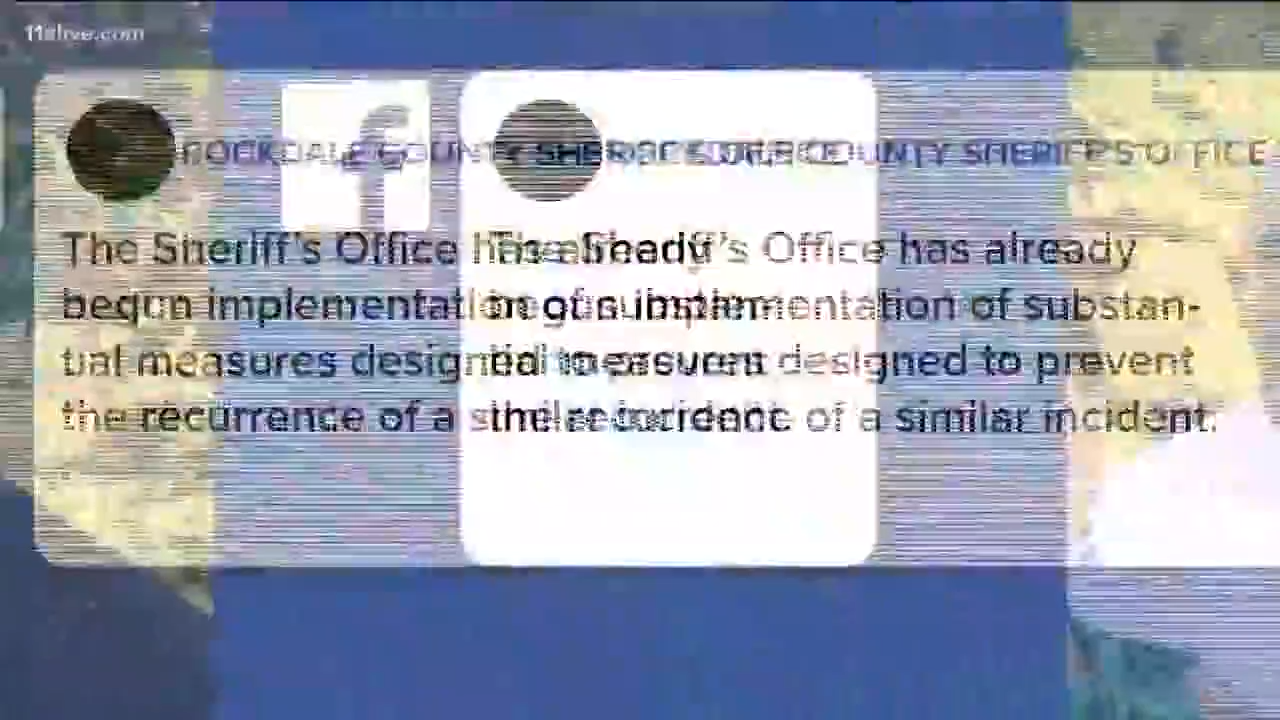 11alive.com
ROCKDALE COUNTY SHERIFF'S OFFICE
The Sheriff's Office has already
begun implementation of substan-
tial measures designed to prevent
the recurrence of a similar incident.